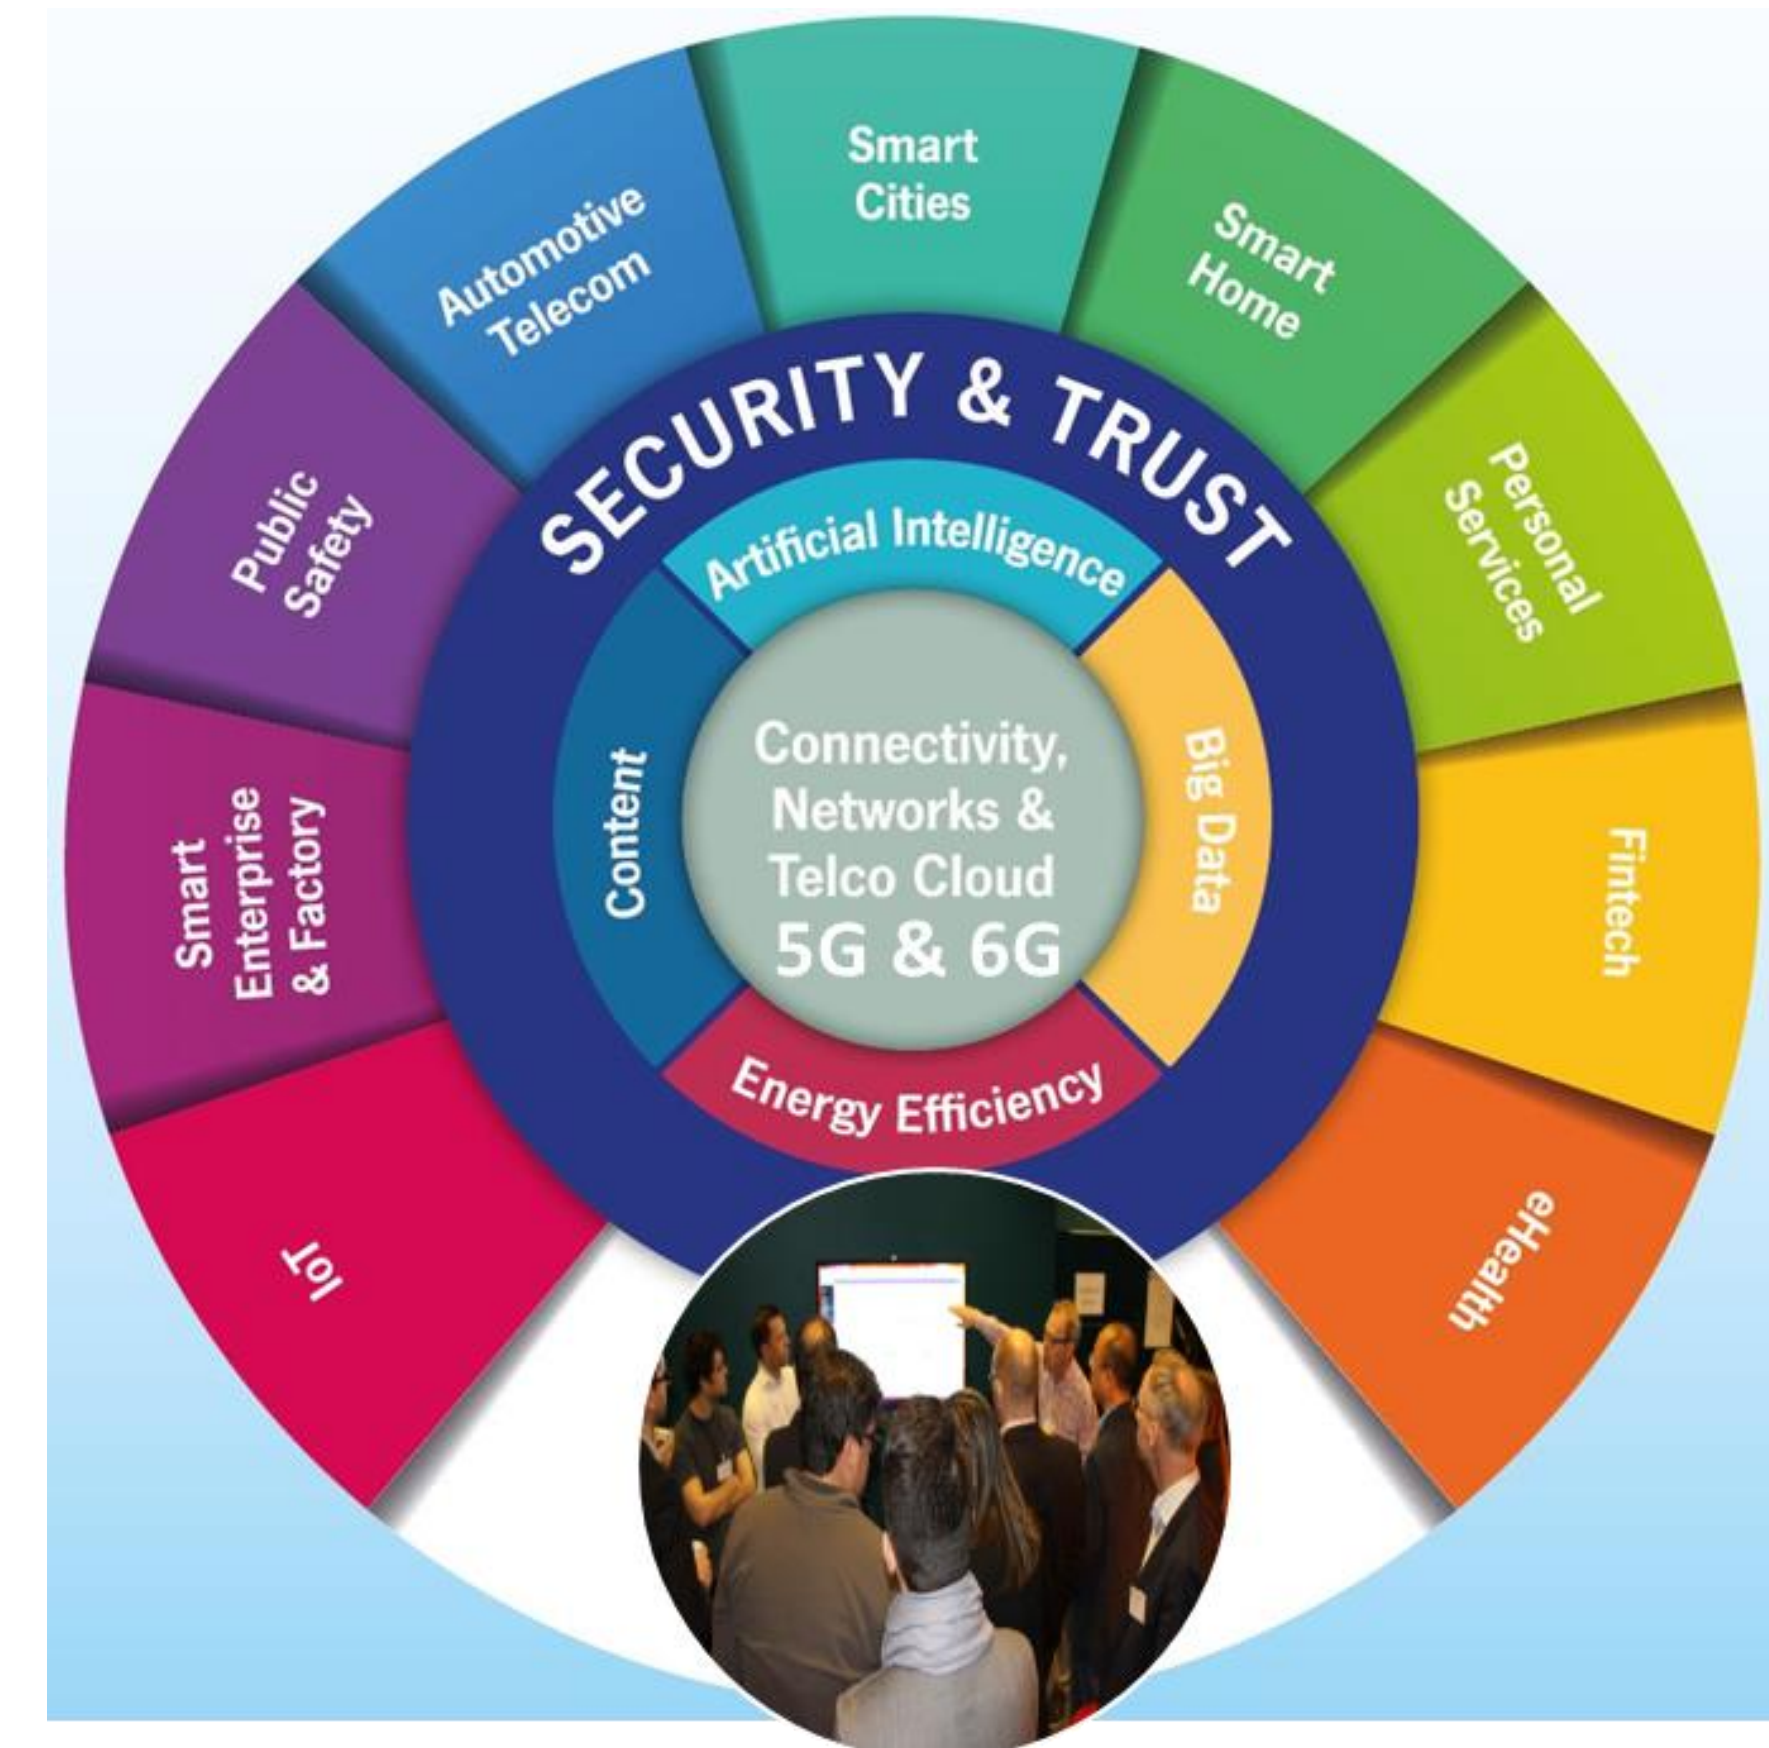 Smart
Cities
Smart
Home
Personal
Services
Fintech
eHealth
IoT
Smart
Enterprise
& Factory
Public
Safety
Automotive
Telecom
SECURITY & TRUST
Artificial Intelligence
Big Data
Energy Efficiency
Content
Connectivity,
Networks &
Telco Cloud
5G & 6G